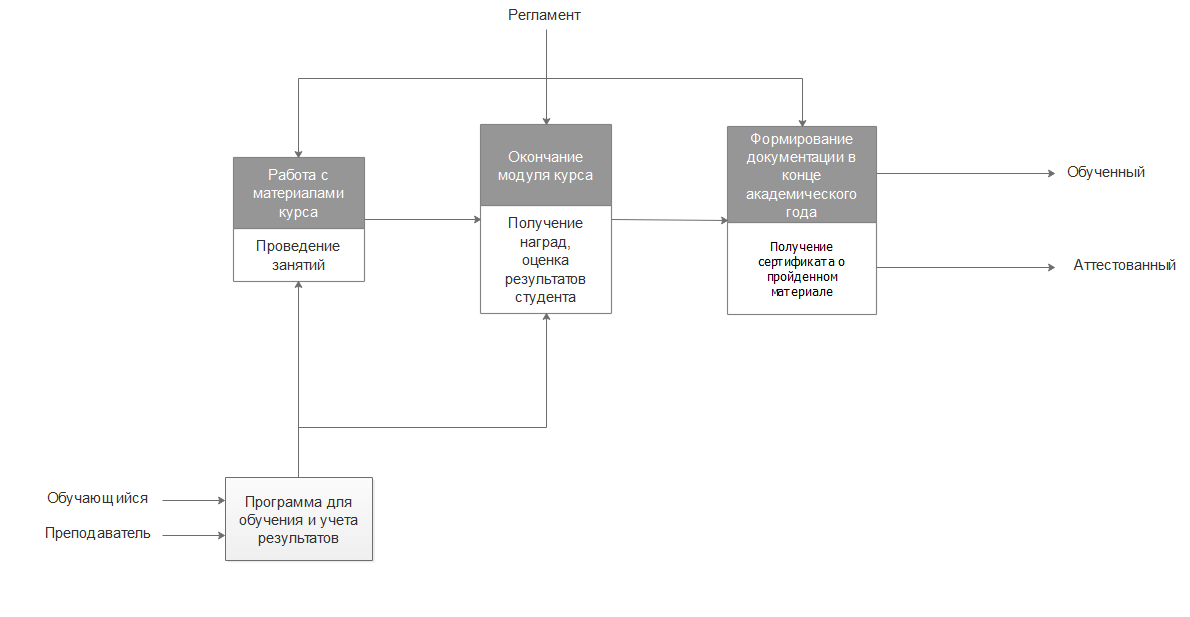 Регламент
Работа с
материалами
курса
Проведение
занятий
Окончание
модуля курса
Получение
наград,
оценка
результатов
студента
Формирование
документации в
конце
академического
года
Получение
сертификата о
пройденном
материале
Обученный
Аттестованный
Обучающийся
Преподаватель
Программа для
обучения и учета
результатов